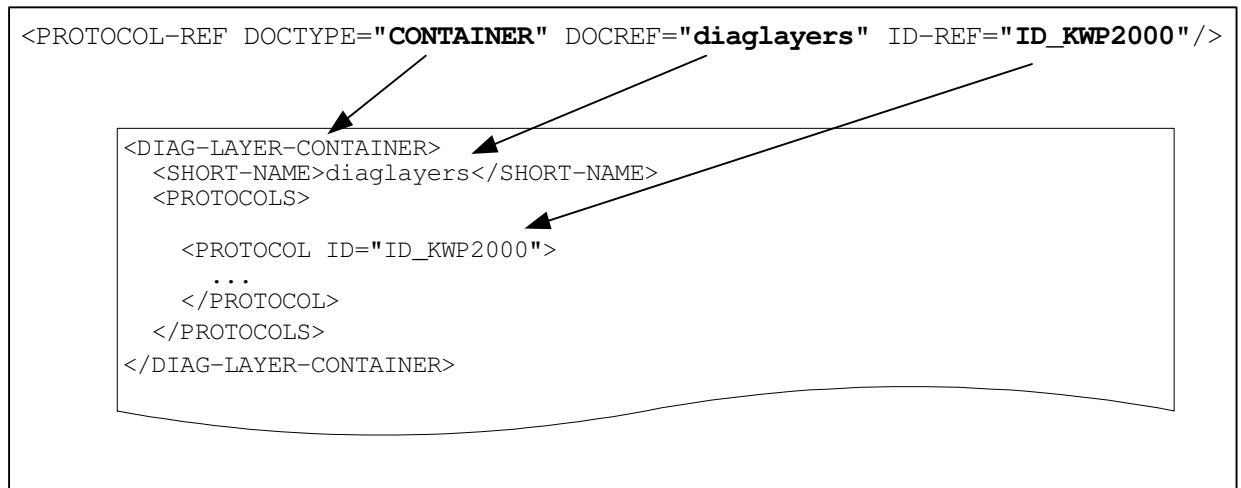 <PROTOCOL-REF DOCTYPE="CONTAINER" DOCREF="diaglayers" ID-REF="ID_KWP2000"/>
<DIAG-LAYER-CONTAINER>
<SHORT-NAME>diaglayers</SHORT-NAME>
<PROTOCOLS>
<PROTOCOL ID="ID_KWP2000">
...
</PROTOCOL>
</PROTOCOLS>
</DIAG-LAYER-CONTAINER>